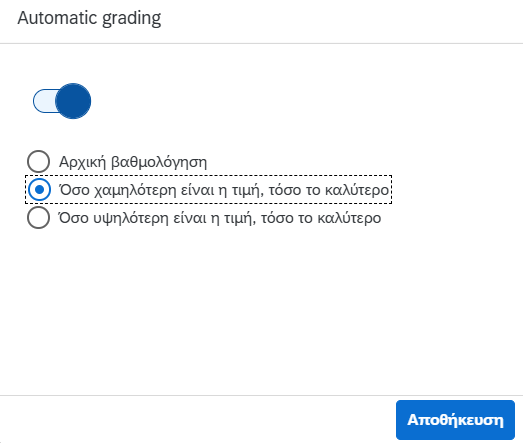 Automatic grading
Αρχική βαθμολόγηση
Όσο χαμηλότερη είναι η τιμή, τόσο το καλύτερο
Όσο υψηλότερη είναι η τιμή, τόσο το καλύτερο
Αποθήκευση